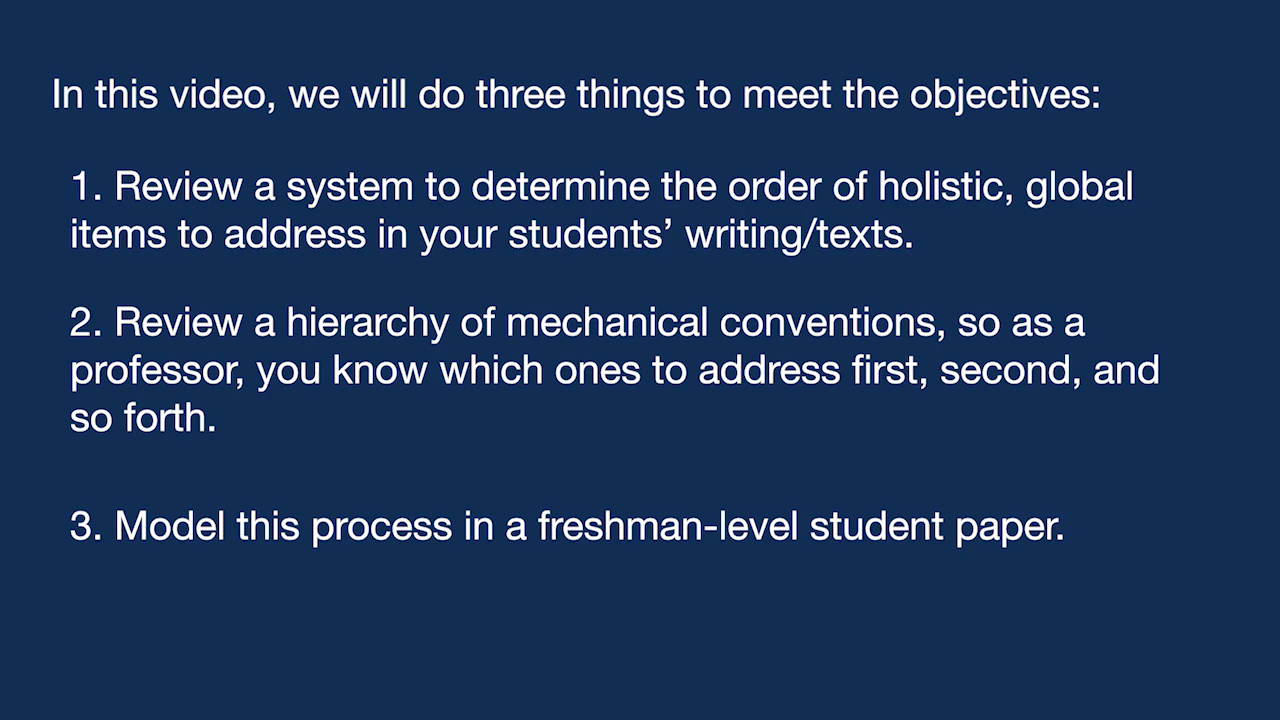 In this video, we will do three things to meet the objectives:
1. Review a system to determine the order of holistic, global
items to address in your students’ writing/texts.
2. Review a hierarchy of mechanical conventions, so as a
professor, you know which ones to address first, second, and
so forth.
3. Model this process in a freshman-level student paper.